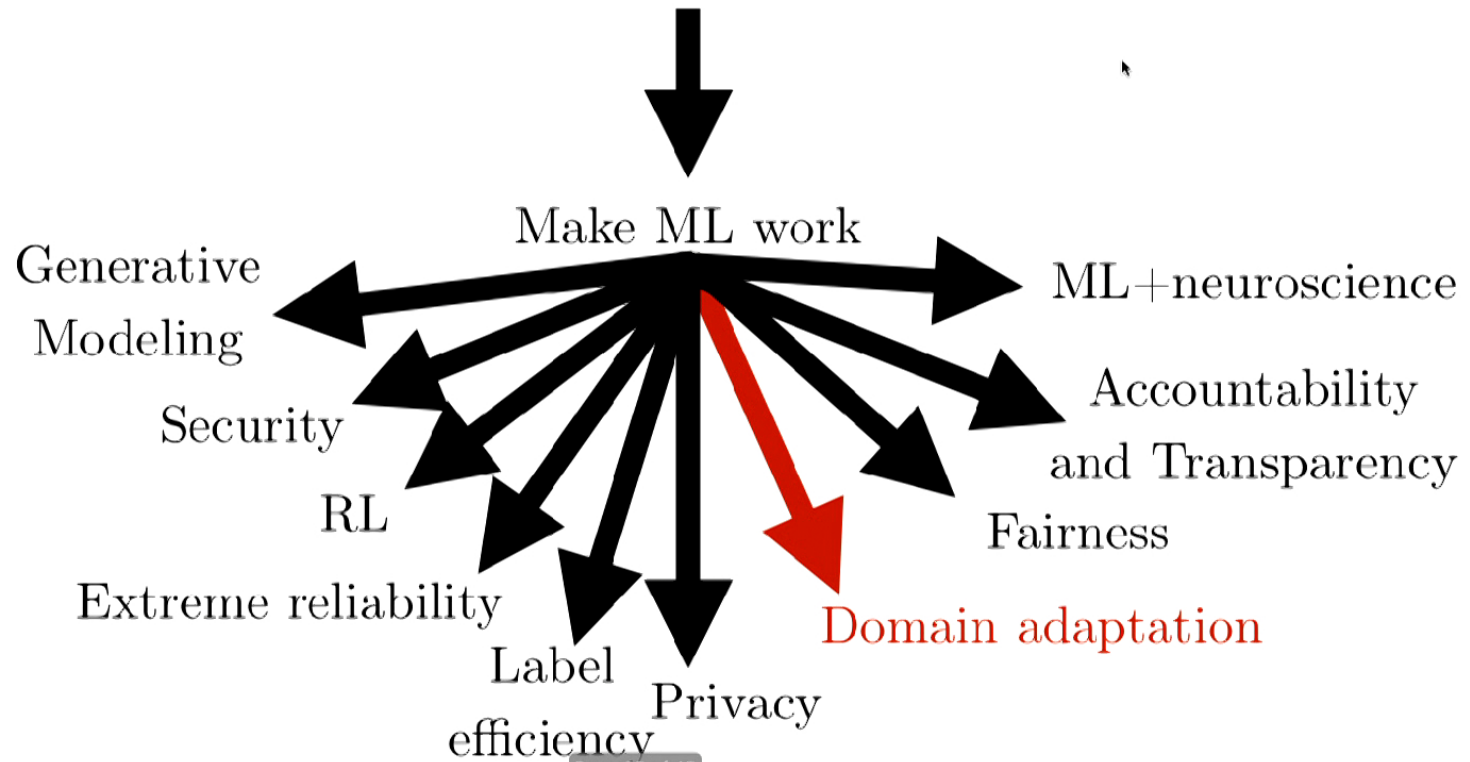 Make ML work
Generative
Modeling
ML+neuroscience
Security
Accountability
and Transparency
RL
Fairness
Extreme reliability
Domain adaptation
Label
efficiency
Privacy